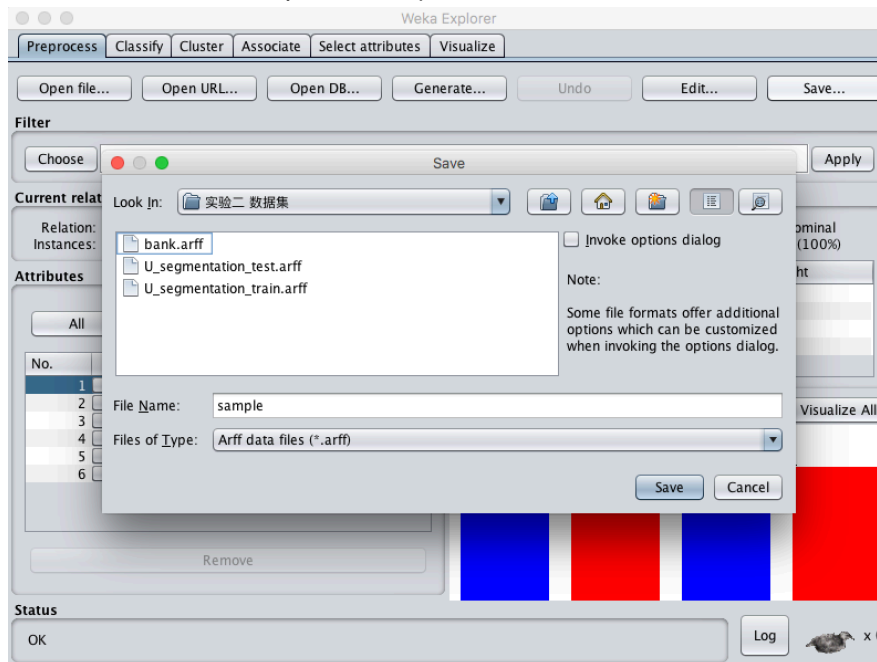 Weka Explorer
Preprocess Classify Cluster Associate Select attributes Visualize
Open file... Open URL... Open DB... Generate... Undo Edit... Save...
Filter
Choose Apply
Save
Current relat
Look In: 实验二 数据集
Relation:
Instances:
ominal
(100%)
bank.arff
U_segmentation_test.arff
U_segmentation_train.arff
Invoke options dialog
Note:
Some file formats offer additional
options which can be customized
when invoking the options dialog.
Attributes
ht
All
No.
1
2
3
4
5
6
File Name: sample
Files of Type: Arff data files (*.arff)
Save Cancel
Visualize All
Remove
Status
OK
Log x